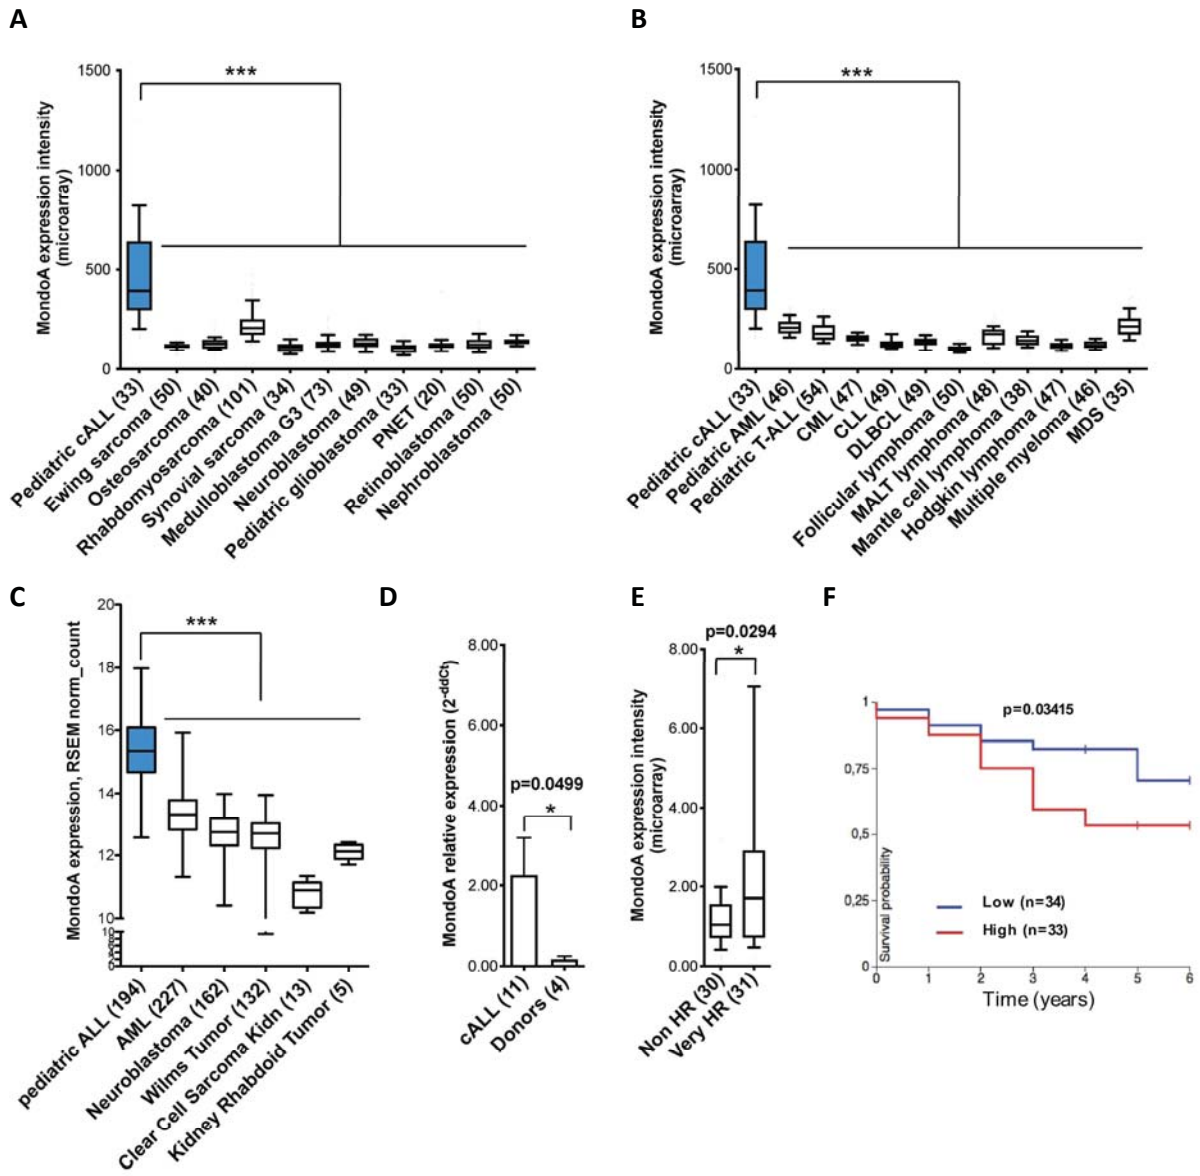 A
MondoA expression intensity
(microarray)
1500
1000
500
0
***
Pediatric cALL (33)
Ewing sarcoma (50)
Osteosarcoma (40)
Rhabdomyosarcoma (101)
Synovial sarcoma (34)
Medulloblastoma G3 (73)
Neuroblastoma (49)
Pediatric glioblastoma (33)
PNET (20)
Retinoblastoma (50)
Nephroblastoma (50)
B
MondoA expression intensity
(microarray)
1500
1000
500
0
***
Pediatric cALL (33)
Pediatric AML (46)
Pediatric T-ALL (54)
CML (47)
CLL (49)
DLBCL (49)
Follicular lymphoma (50)
MALT lymphoma (48)
Mantle cell lymphoma (38)
Hodgkin lymphoma (47)
Multiple myeloma (46)
MDS (35)
C
MondoA expression, RSEM norm_count
20
18
16
14
12
10
10
8
6
4
2
0
***
pediatric ALL (194)
AML (227)
Neuroblastoma (162)
Wilms Tumor (132)
Clear Cell Sarcoma Kidn (13)
Kidney Rhabdoid Tumor (5)
D
MondoA relative expression (2^-ddCt)
8.00
6.00
4.00
2.00
0.00
p=0.0499
*
cALL (11)
Donors (4)
E
MondoA expression intensity
(microarray)
8.00
6.00
4.00
2.00
0.00
p=0.0294
*
Non HR (30)
Very HR (31)
F
Survival probability
1
0,75
0,5
0,25
0
p=0.03415
Low (n=34)
High (n=33)
0 1 2 3 4 5 6
Time (years)